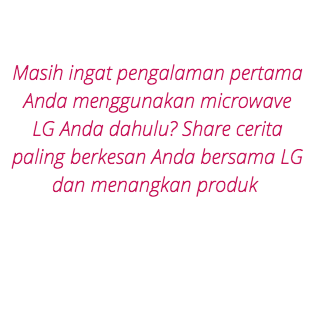 Masih ingat pengalaman pertama
Anda menggunakan microwave
LG Anda dahulu? Share cerita
paling berkesan Anda bersama LG
dan menangkan produk